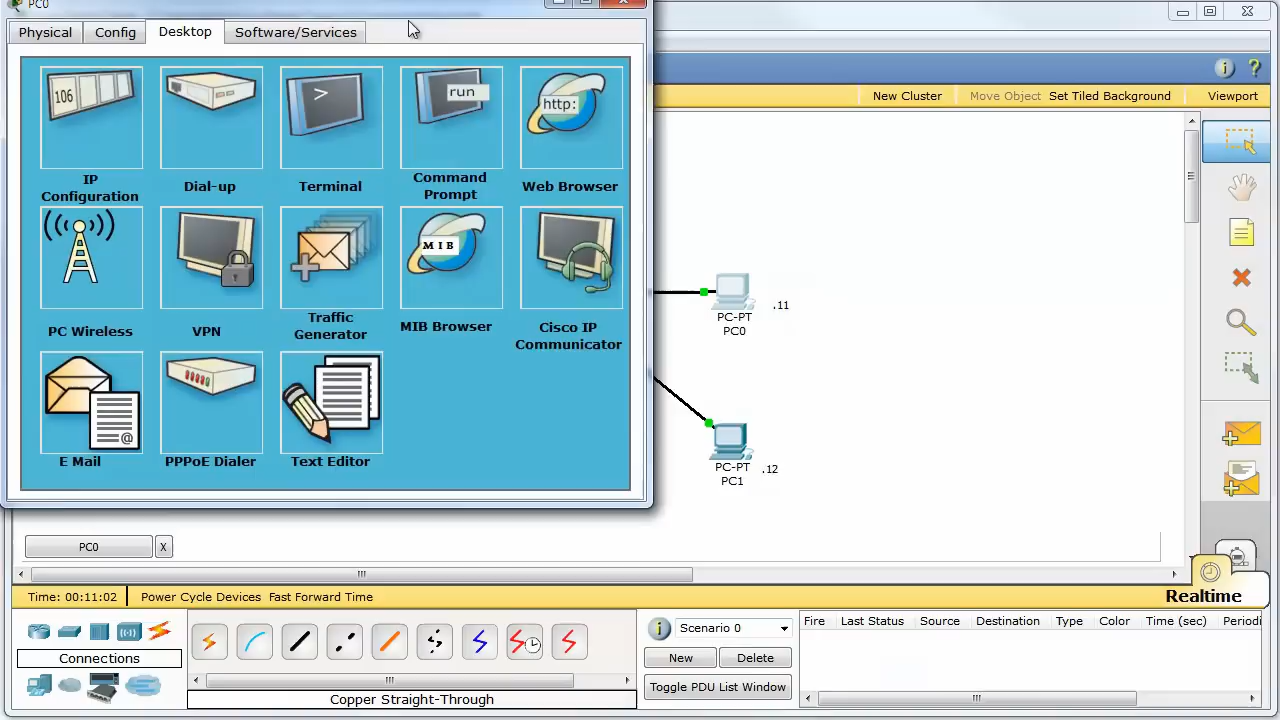 PC0
Physical
Config
Desktop
Software/Services
106
>
run
http:
IP
Configuration
Dial-up
Terminal
Command
Prompt
Web Browser
MIB
PC Wireless
VPN
Traffic
Generator
MIB Browser
Cisco IP
Communicator
@
E Mail
PPPoE Dialer
Text Editor
i
?
New Cluster
Move Object
Set Tiled Background
Viewport
PC-PT
PC0
.11
PC-PT
PC1
.12
PC0
X
Time: 00:11:02
Power Cycle Devices
Fast Forward Time
Realtime
Connections
Copper Straight-Through
i
Scenario 0
New
Delete
Toggle PDU List Window
Fire
Last Status
Source
Destination
Type
Color
Time (sec)
Periodi